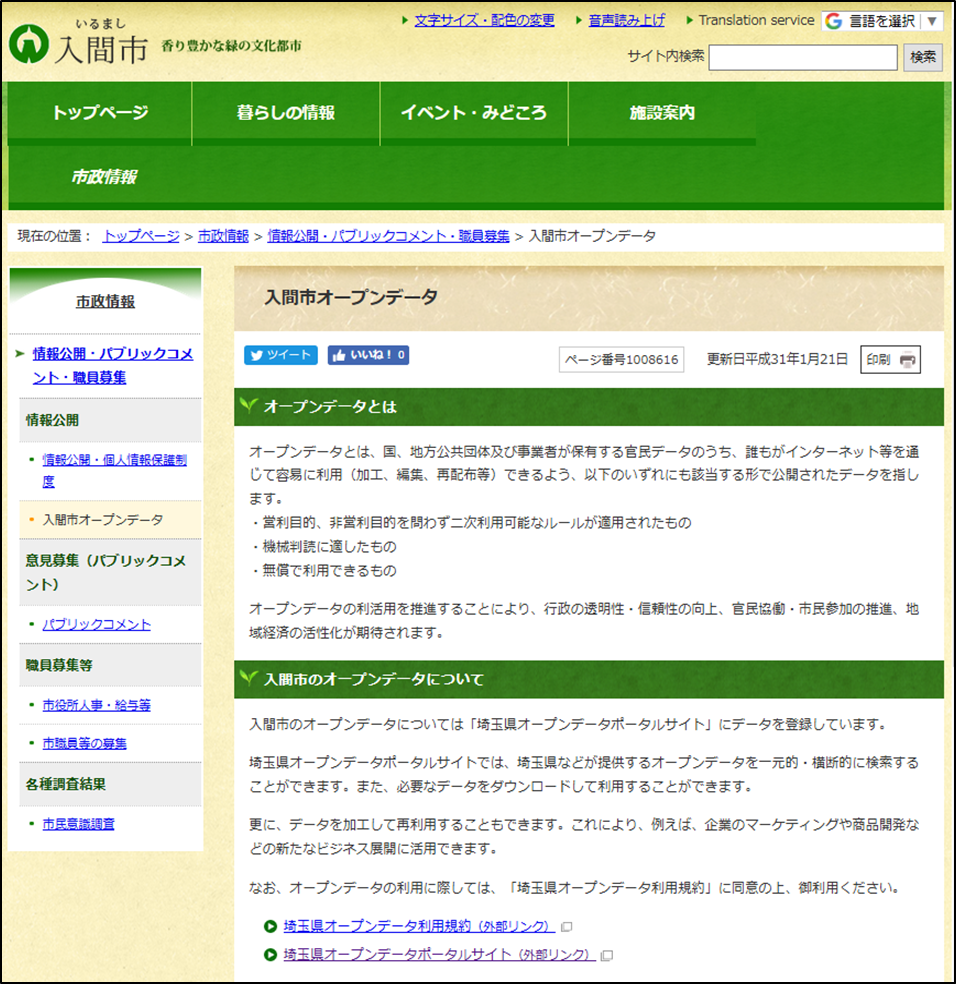 いるまし
入間市 香り豊かな緑の文化都市
文字サイズ・配色の変更 音声読み上げ Translation service 言語を選択 ▼
サイト内検索 検索
トップページ 暮らしの情報 イベント・みどころ 施設案内
市政情報
現在の位置： トップページ > 市政情報 > 情報公開・パブリックコメント・職員募集 > 入間市オープンデータ
市政情報
情報公開・パブリックコメ
ント・職員募集
情報公開
情報公開・個人情報保護制
度
入間市オープンデータ
意見募集（パブリックコメ
ント）
パブリックコメント
職員募集等
市役所人事・給与等
市職員等の募集
各種調査結果
市民意識調査
入間市オープンデータ
ツイート いいね！ 0 ページ番号1008616 更新日平成31年1月21日 印刷
オープンデータとは
オープンデータとは、国、地方公共団体及び事業者が保有する官民データのうち、誰もがインターネット等を通
じて容易に利用（加工、編集、再配布等）できるよう、以下のいずれにも該当する形で公開されたデータを指し
ます。
・営利目的、非営利目的を問わず二次利用可能なルールが適用されたもの
・機械判読に適したもの
・無償で利用できるもの
オープンデータの利活用を推進することにより、行政の透明性・信頼性の向上、官民協働・市民参加の推進、地
域経済の活性化が期待されます。
入間市のオープンデータについて
入間市のオープンデータについては「埼玉県オープンデータポータルサイト」にデータを登録しています。
埼玉県オープンデータポータルサイトでは、埼玉県などが提供するオープンデータを一元的・横断的に検索する
ことができます。また、必要なデータをダウンロードして利用することができます。
更に、データを加工して再利用することもできます。これにより、例えば、企業のマーケティングや商品開発な
どの新たなビジネス展開に活用できます。
なお、オープンデータの利用に際しては、「埼玉県オープンデータ利用規約」に同意の上、御利用ください。
埼玉県オープンデータ利用規約（外部リンク）
埼玉県オープンデータポータルサイト（外部リンク）